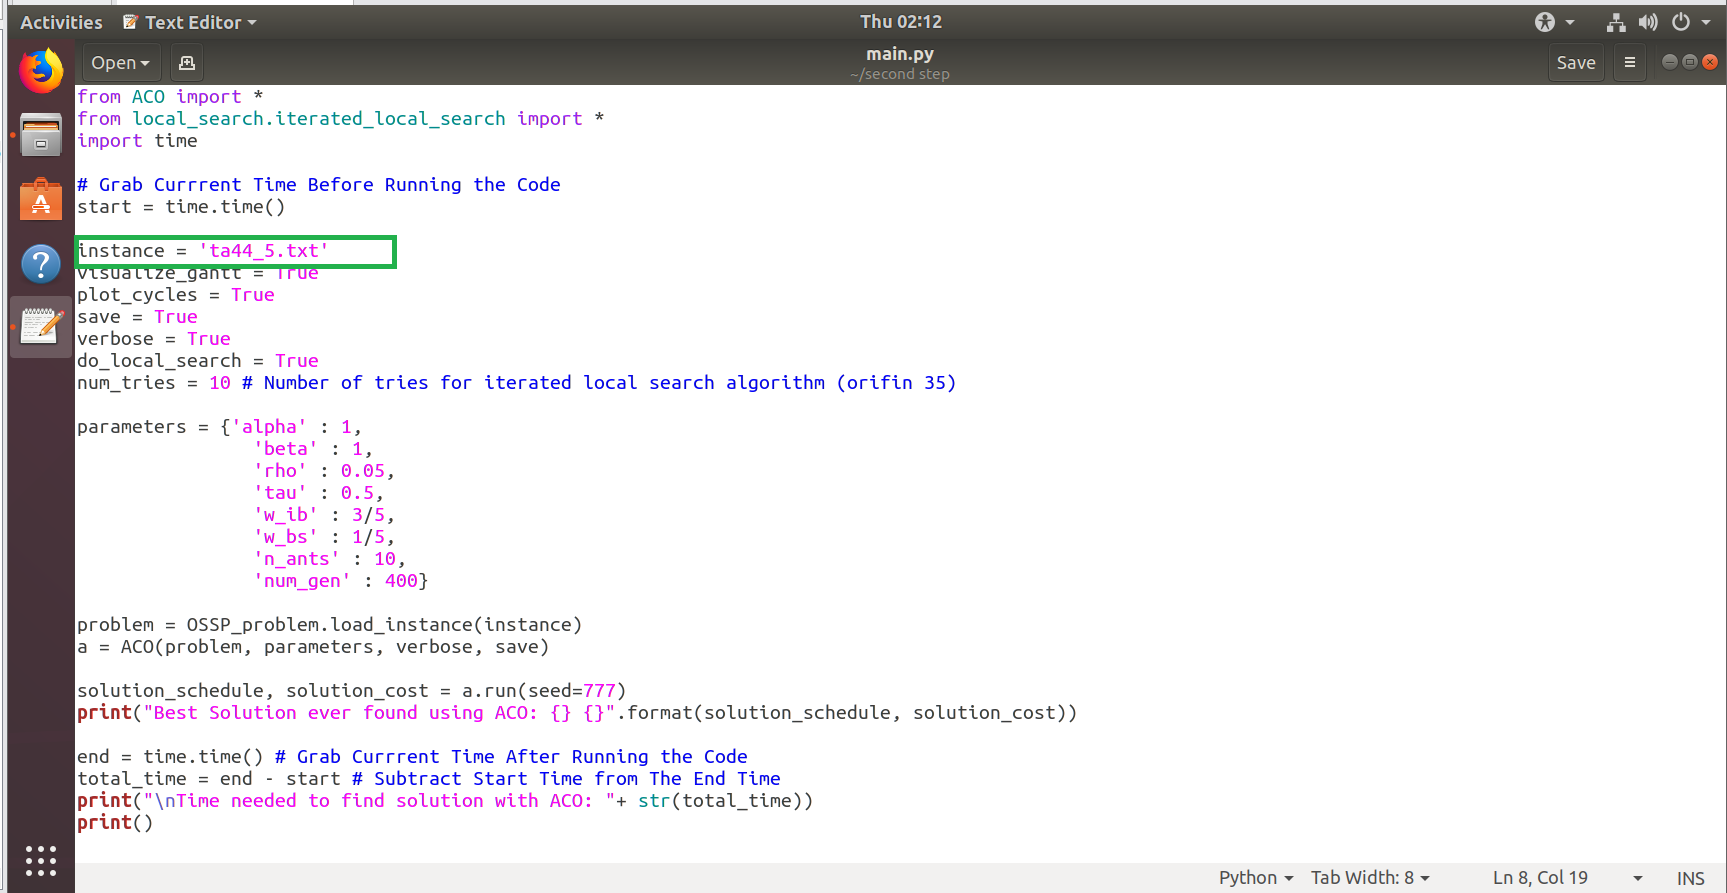 Activities Text Editor Thu 02:12
Open main.py Save
~/second step
from ACO import *
from local_search.iterated_local_search import *
import time
# Grab Currrent Time Before Running the Code
start = time.time()
instance = 'ta44_5.txt'
visualize_gantt = True
plot_cycles = True
save = True
verbose = True
do_local_search = True
num_tries = 10 # Number of tries for iterated local search algorithm (orifin 35)
parameters = {'alpha' : 1,
'beta' : 1,
'rho' : 0.05,
'tau' : 0.5,
'w_ib' : 3/5,
'w_bs' : 1/5,
'n_ants' : 10,
'num_gen' : 400}
problem = OSSP_problem.load_instance(instance)
a = ACO(problem, parameters, verbose, save)
solution_schedule, solution_cost = a.run(seed=777)
print("Best Solution ever found using ACO: {} {}".format(solution_schedule, solution_cost))
end = time.time() # Grab Currrent Time After Running the Code
total_time = end - start # Subtract Start Time from The End Time
print("\nTime needed to find solution with ACO: "+ str(total_time))
print()
Python Tab Width: 8 Ln 8, Col 19 INS